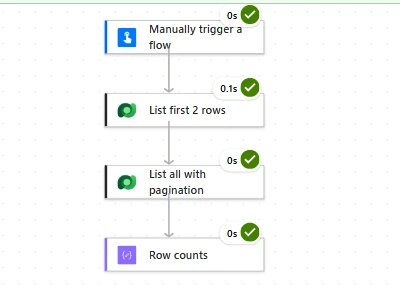 0s
Manually trigger a
flow
0.1s
List first 2 rows
0s
List all with
pagination
0s
Row counts